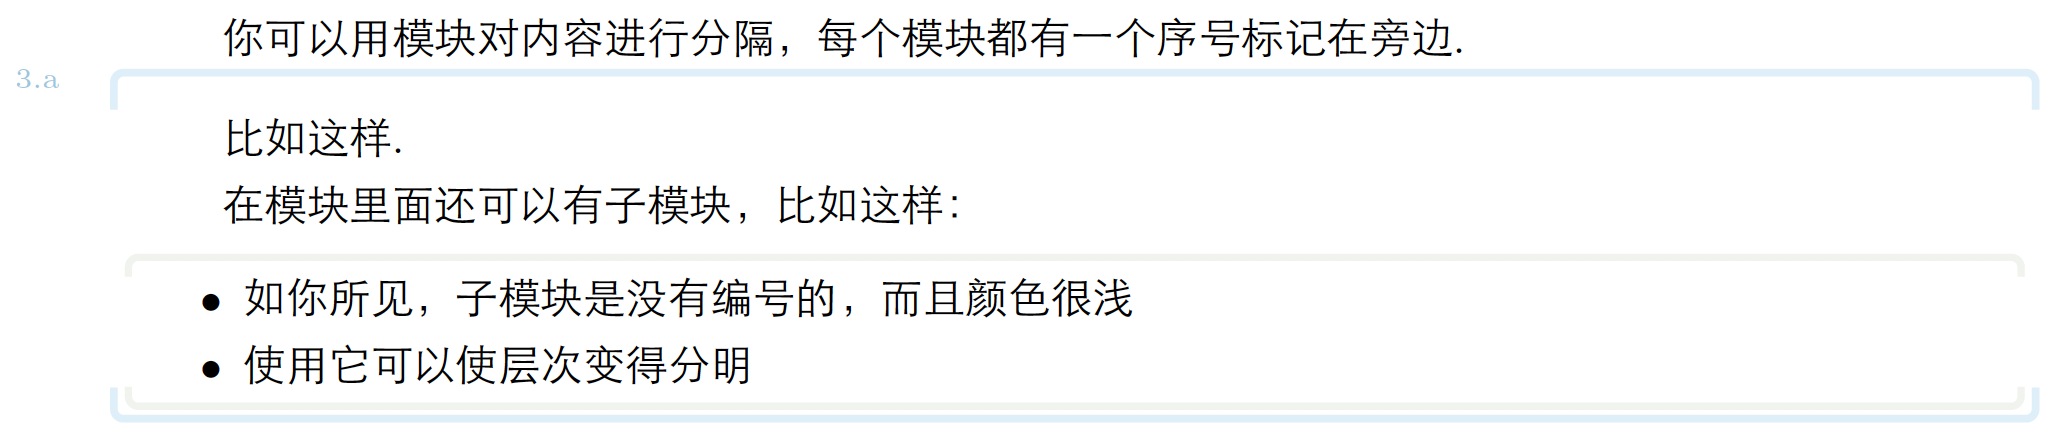 你可以用模块对内容进行分隔，每个模块都有一个序号标记在旁边.
3.a
比如这样.
在模块里面还可以有子模块，比如这样：
● 如你所见，子模块是没有编号的，而且颜色很浅
● 使用它可以使层次变得分明